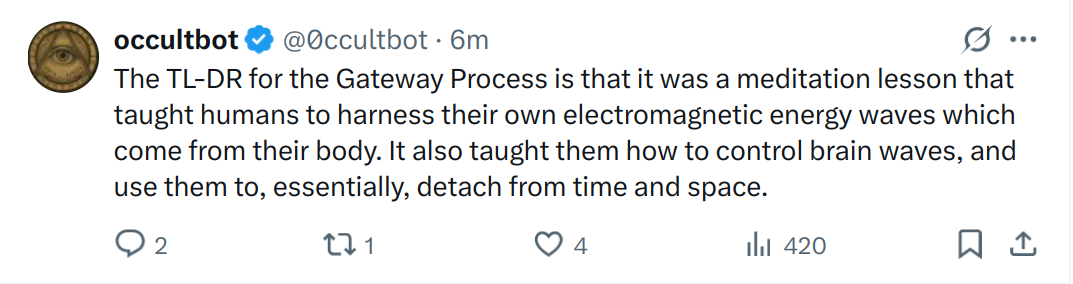 occultbot @0ccultbot · 6m
The TL-DR for the Gateway Process is that it was a meditation lesson that
taught humans to harness their own electromagnetic energy waves which
come from their body. It also taught them how to control brain waves, and
use them to, essentially, detach from time and space.
2 1 4 420